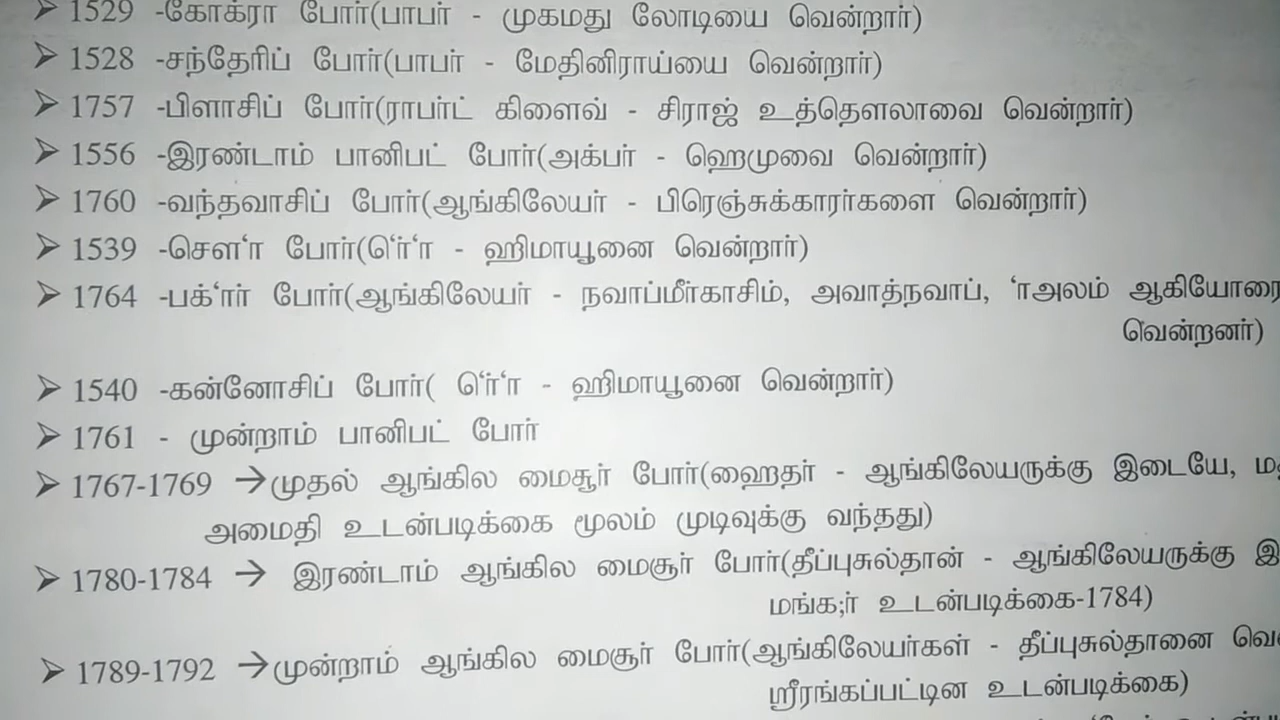 ➢ 1529 -கோக்ரா போர்(பாபர் - முகமது லோடியை வென்றார்)
➢ 1528 -சந்தேரிப் போர்(பாபர் - மேதினிராய்யை வென்றார்)
➢ 1757 -பிளாசிப் போர்(ராபர்ட் கிளைவ் - சிராஜ் உத்தௌலாவை வென்றார்)
➢ 1556 -இரண்டாம் பானிபட் போர்(அக்பர் - ஹெமுவை வென்றார்)
➢ 1760 -வந்தவாசிப் போர்(ஆங்கிலேயர் - பிரெஞ்சுக்காரர்களை வென்றார்)
➢ 1539 -சௌ‘ா போர்(செ‘ர்‘ா - ஹிமாயூனை வென்றார்)
➢ 1764 -பக்‘ார் போர்(ஆங்கிலேயர் - நவாப்மீர்காசிம், அவாத்நவாப், ‘ாஅலம் ஆகியோரை
வென்றனர்)
➢ 1540 -கன்னோசிப் போர்( - ஹிமாயூனை வென்றார்)
➢ 1761 - முன்றாம் பானிபட் போர்
➢ 1767-1769 →முதல் ஆங்கில மைசூர் போர்(ஹைதர் - ஆங்கிலேயருக்கு இடையே,
அமைதி உடன்படிக்கை மூலம் முடிவுக்கு வந்தது)
➢ 1780-1784 → இரண்டாம் ஆங்கில மைசூர் போர்(தீப்புசுல்தான் - ஆங்கிலேயருக்கு
மங்க;ர் உடன்படிக்கை-1784)
➢ 1789-1792 →முன்றாம் ஆங்கில மைசூர் போர்(ஆங்கிலேயர்கள் - தீப்புசுல்தானை
ஸ்ரீரங்கப்பட்டின உடன்படிக்கை)